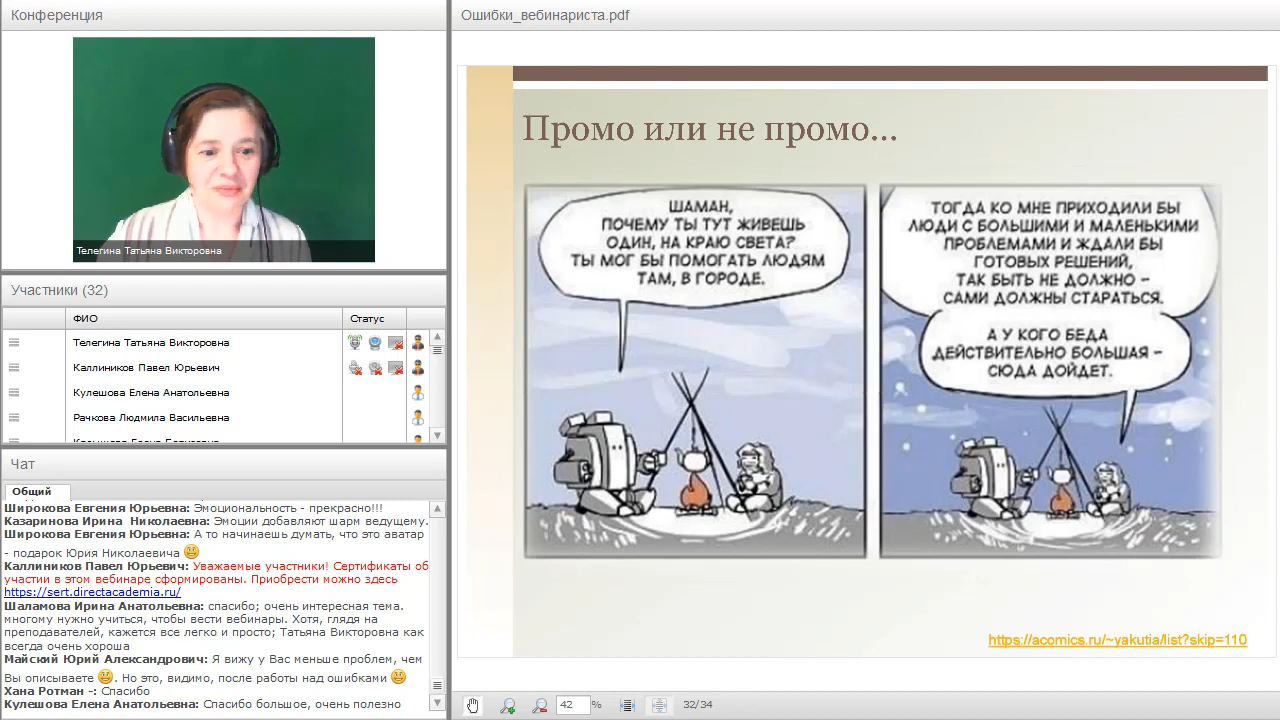 Конференция
Телегина Татьяна Викторовна
Участники (32)
ФИО Статус
Телегина Татьяна Викторовна
Каллиников Павел Юрьевич
Кулешова Елена Анатольевна
Рачкова Людмила Васильевна
Чат
Общий
Широкова Евгения Юрьевна: Эмоциональность - прекрасно!!!
Казаринова Ирина Николаевна: Эмоции добавляют шарм ведущему.
Широкова Евгения Юрьевна: А то начинаешь думать, что это аватар
- подарок Юрия Николаевича
Каллиников Павел Юрьевич: Уважаемые участники! Сертификаты об
участии в этом вебинаре сформированы. Приобрести можно здесь
https://sert.directacademia.ru/
Шаламова Ирина Анатольевна: спасибо; очень интересная тема.
многому нужно учиться, чтобы вести вебинары. Хотя, глядя на
преподавателей, кажется все легко и просто; Татьяна Викторовна как
всегда очень хороша
Майский Юрий Александрович: Я вижу у Вас меньше проблем, чем
Вы описываете . Но это, видимо, после работы над ошибками
Хана Ротман -: Спасибо
Кулешова Елена Анатольевна: Спасибо большое, очень полезно
Ошибки_вебинариста.pdf
Промо или не промо...
ШАМАН,
ПОЧЕМУ ТЫ ТУТ ЖИВЕШЬ
ОДИН, НА КРАЮ СВЕТА?
ТЫ МОГ БЫ ПОМОГАТЬ ЛЮДЯМ
ТАМ, В ГОРОДЕ.
ТОГДА КО МНЕ ПРИХОДИЛИ БЫ
ЛЮДИ С БОЛЬШИМИ И МАЛЕНЬКИМИ
ПРОБЛЕМАМИ И ЖДАЛИ БЫ
ГОТОВЫХ РЕШЕНИЙ,
ТАК БЫТЬ НЕ ДОЛЖНО –
САМИ ДОЛЖНЫ СТАРАТЬСЯ.
А У КОГО БЕДА
ДЕЙСТВИТЕЛЬНО БОЛЬШАЯ –
СЮДА ДОЙДЕТ.
https://acomics.ru/~yakutia/list?skip=110
42 % 32/34